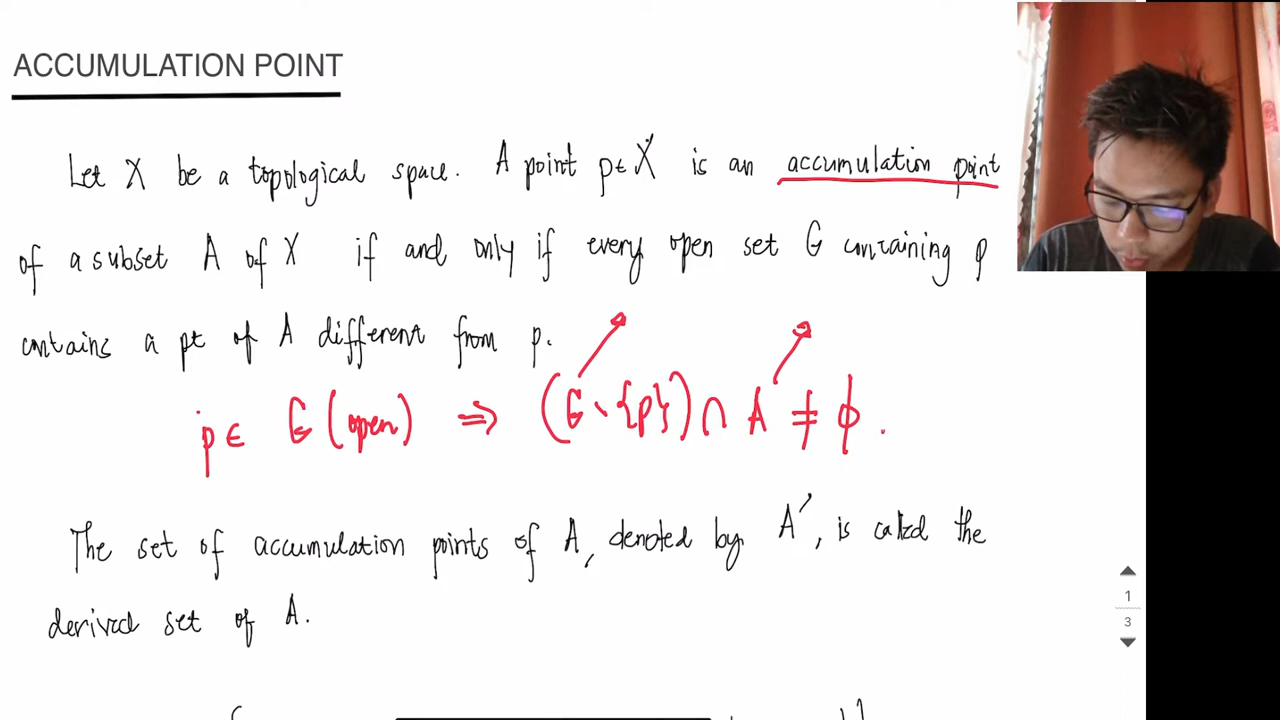 ACCUMULATION POINT
Let X be a topological space. A point p ∈ X is an accumulation point
of a subset A of X if and only if every open set G containing p
contains a pt of A different from p.
p ∈ G (open) ⇒ (G \ {p}) ∩ A ≠ ϕ.
The set of accumulation points of A, denoted by A', is called the
derived set of A.
1
3